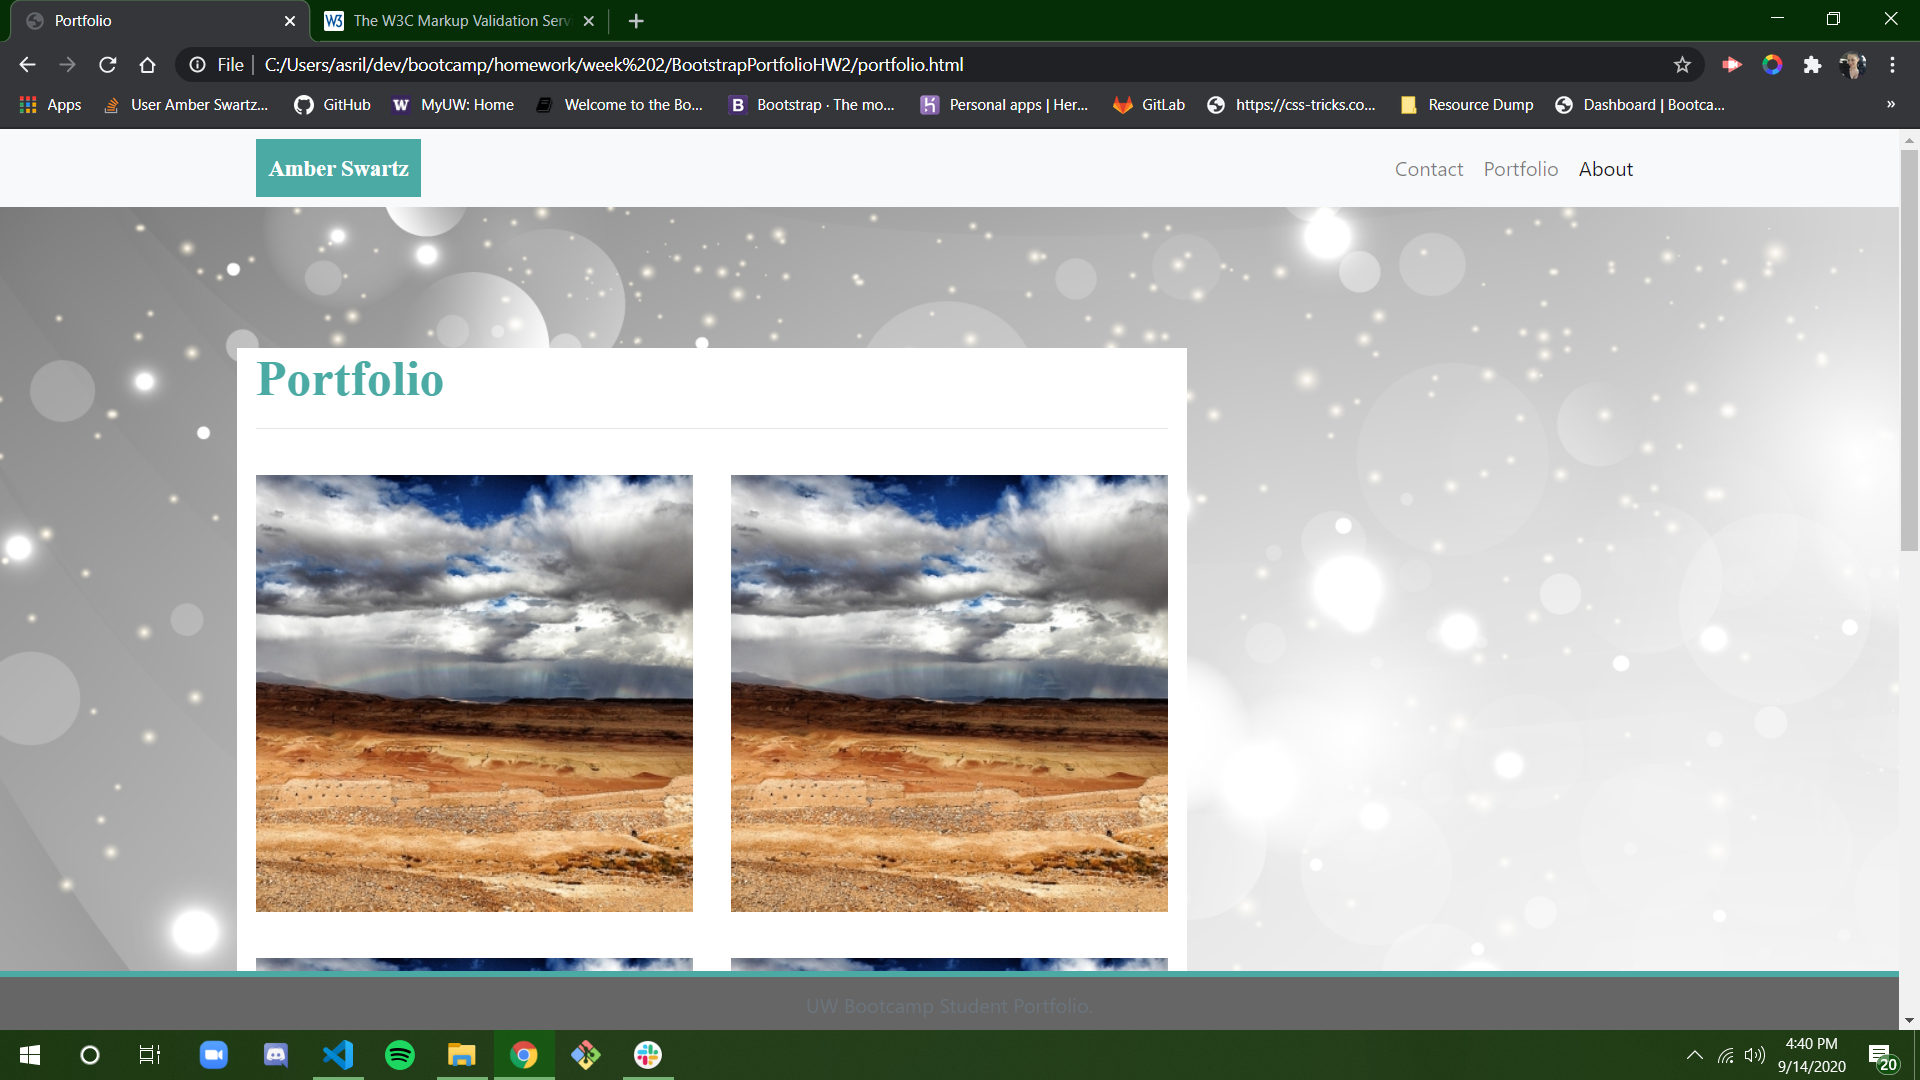 Portfolio
The W3C Markup Validation Serv
File
C:/Users/asril/dev/bootcamp/homework/week%202/BootstrapPortfolioHW2/portfolio.html
Apps
User Amber Swartz...
GitHub
W MyUW: Home
Welcome to the Bo...
B Bootstrap · The mo...
Personal apps | Her...
GitLab
https://css-tricks.co...
Resource Dump
Dashboard | Bootca...
»
Amber Swartz
Contact
Portfolio
About
Portfolio
UW Bootcamp Student Portfolio.
4:40 PM
9/14/2020
20